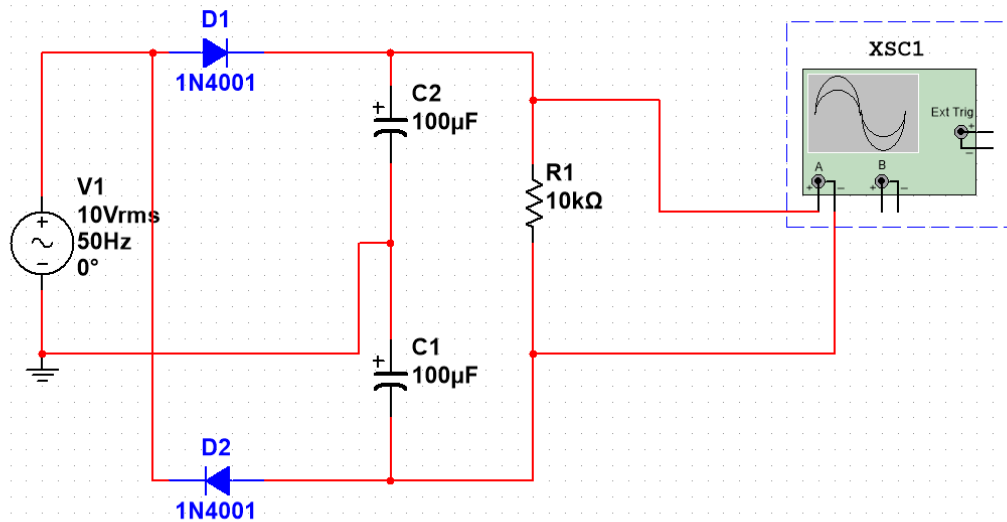 D1
1N4001
XSC1
C2
100µF
Ext Trig
+
−
A
B
+
−
+
−
R1
10kΩ
V1
10Vrms
50Hz
0°
+
−
+
C1
100µF
+
D2
1N4001